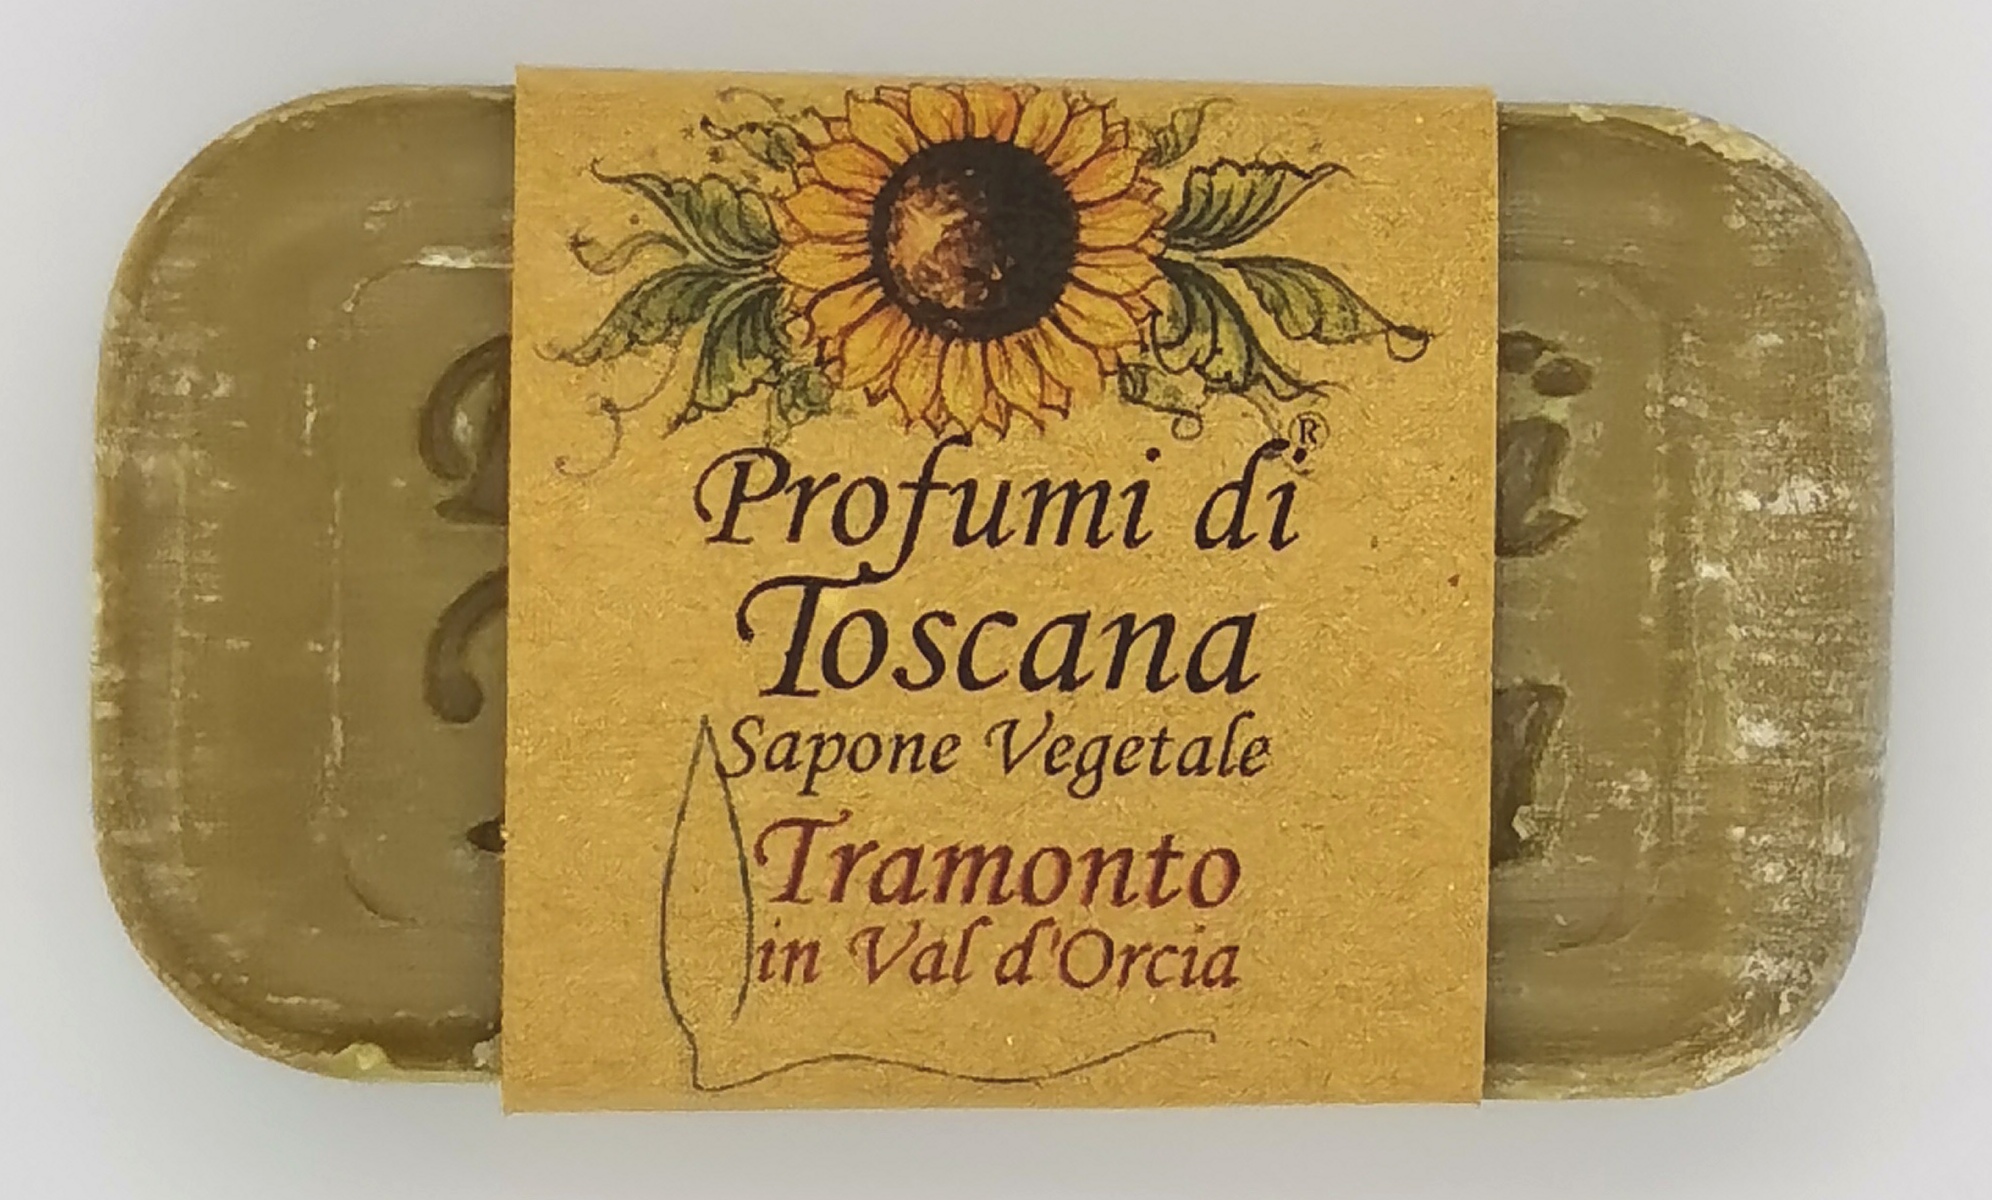 Profumi di®
Toscana
Sapone Vegetale
Tramonto
in Val d'Orcia